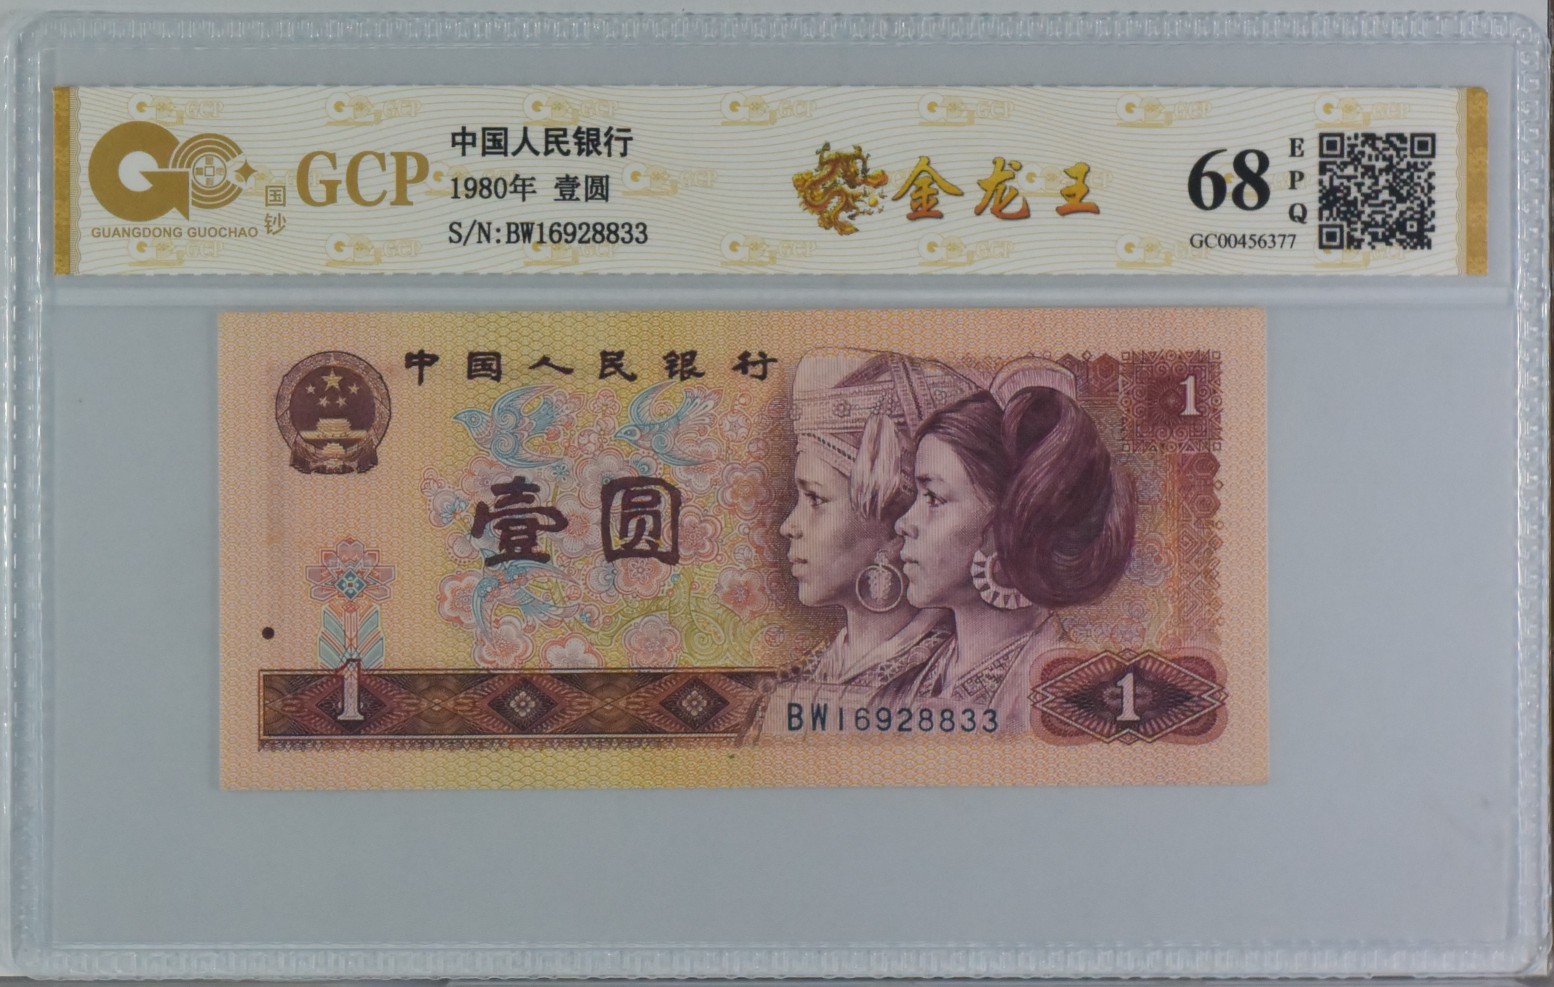 GCP
国钞
GUANGDONG GUOCHAO
中国人民银行
1980年 壹圆
S/N:BW16928833
金龙王
68
EPQ
GC00456377
中国人民银行
1
壹圆
1
BW16928833
1